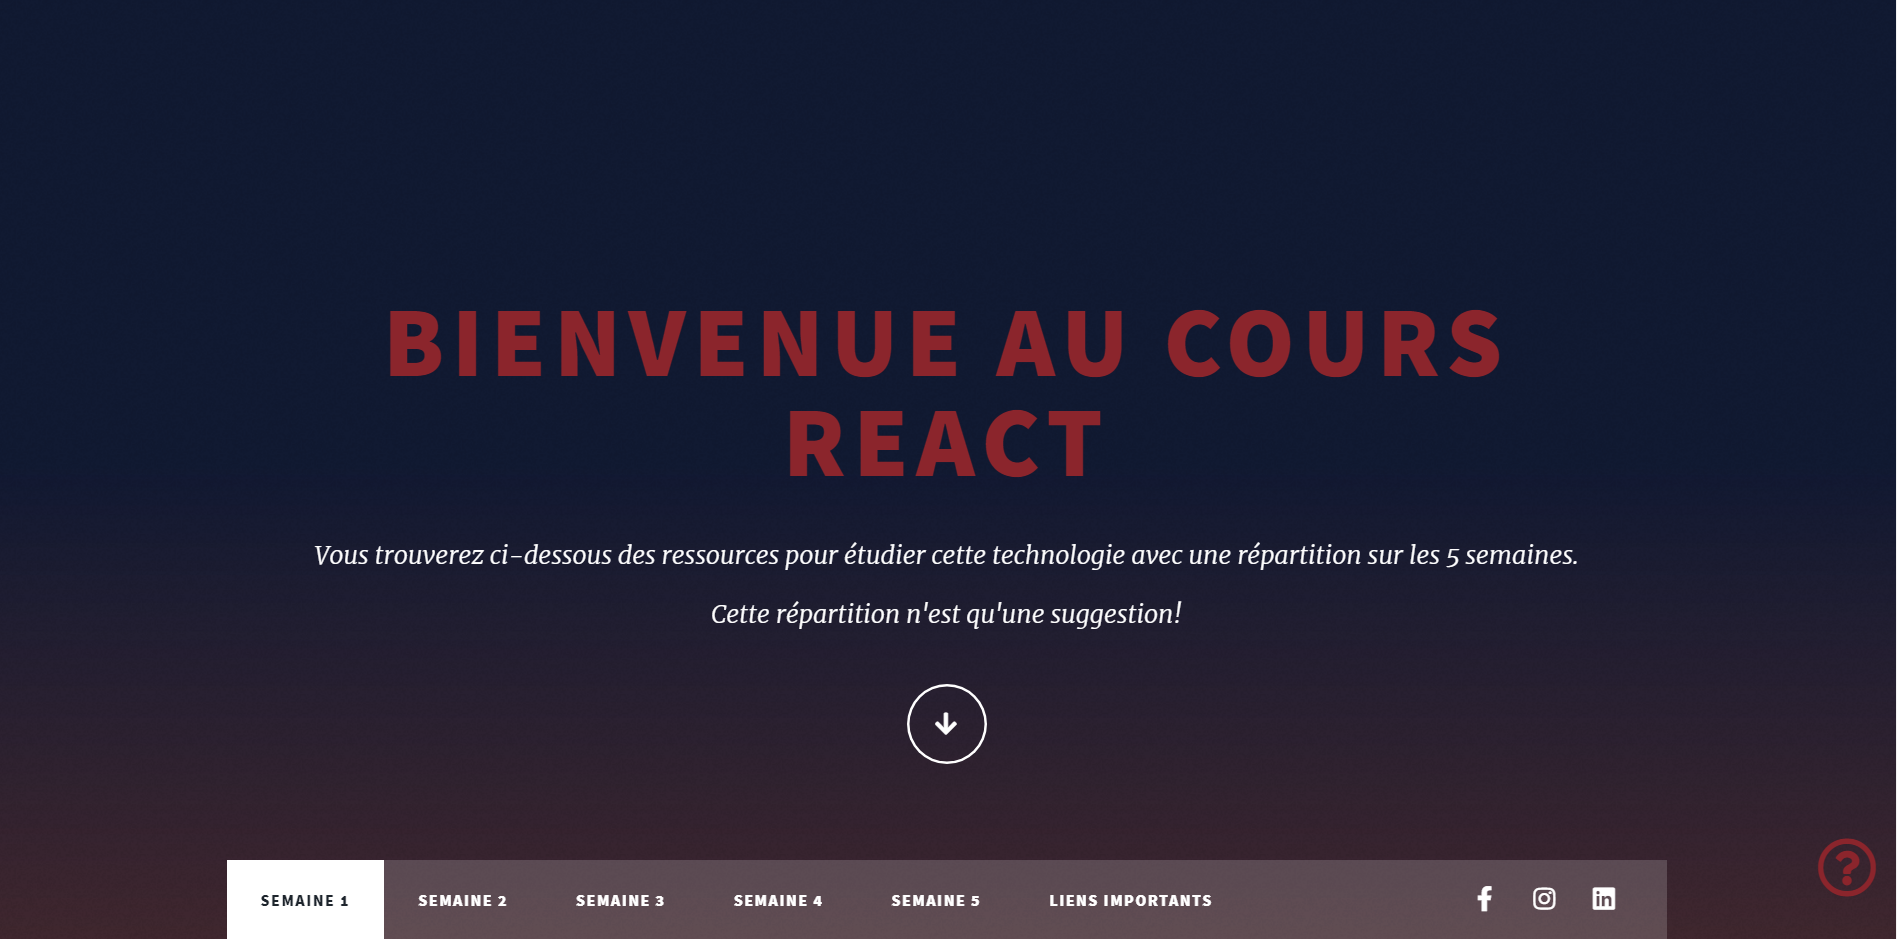 BIENVENUE AU COURS
REACT
Vous trouverez ci-dessous des ressources pour étudier cette technologie avec une répartition sur les 5 semaines.
Cette répartition n'est qu'une suggestion!
SEMAINE 1 SEMAINE 2 SEMAINE 3 SEMAINE 4 SEMAINE 5 LIENS IMPORTANTS